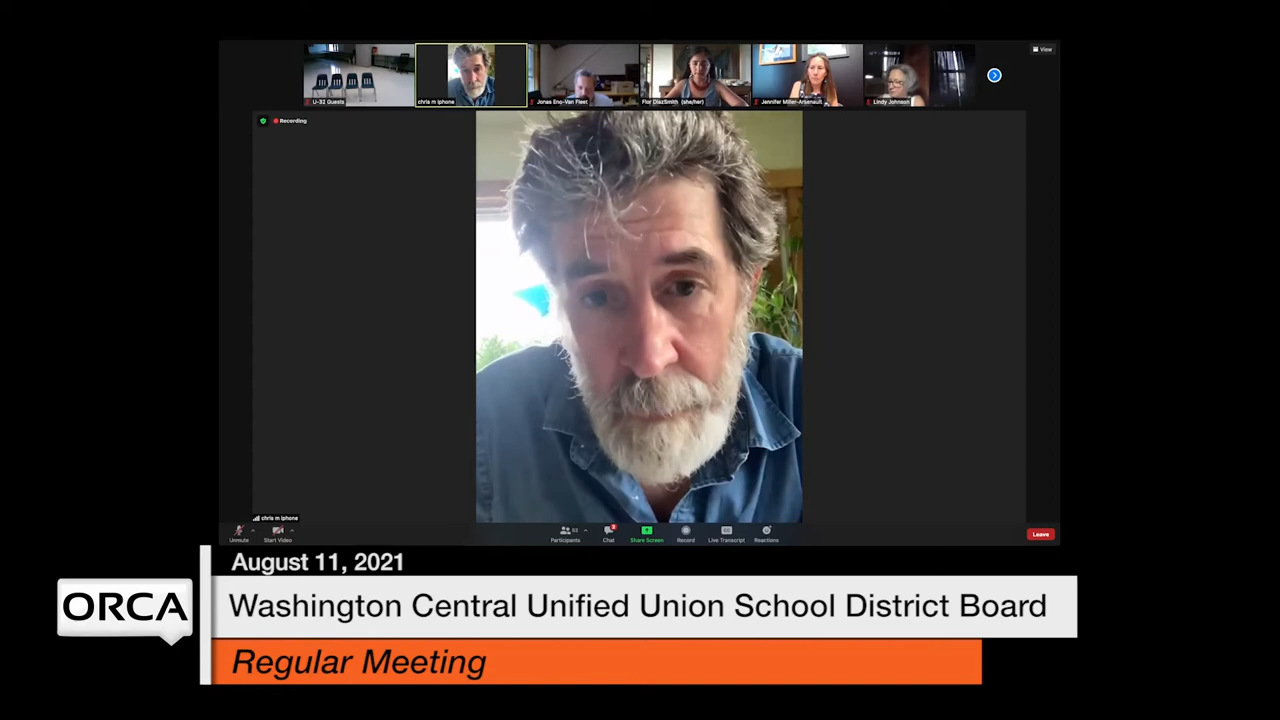 View
U-32 Guests
chris m iphone
Jonas Eno-Van Fleet
Flor DiazSmith (she/her)
Jennifer Miller-Arsenault
Lindy Johnson
Recording
chris m iphone
Unmute
Start Video
Participants
Chat
Share Screen
Record
Live Transcript
Reactions
Leave
August 11, 2021
ORCA
Washington Central Unified Union School District Board
Regular Meeting